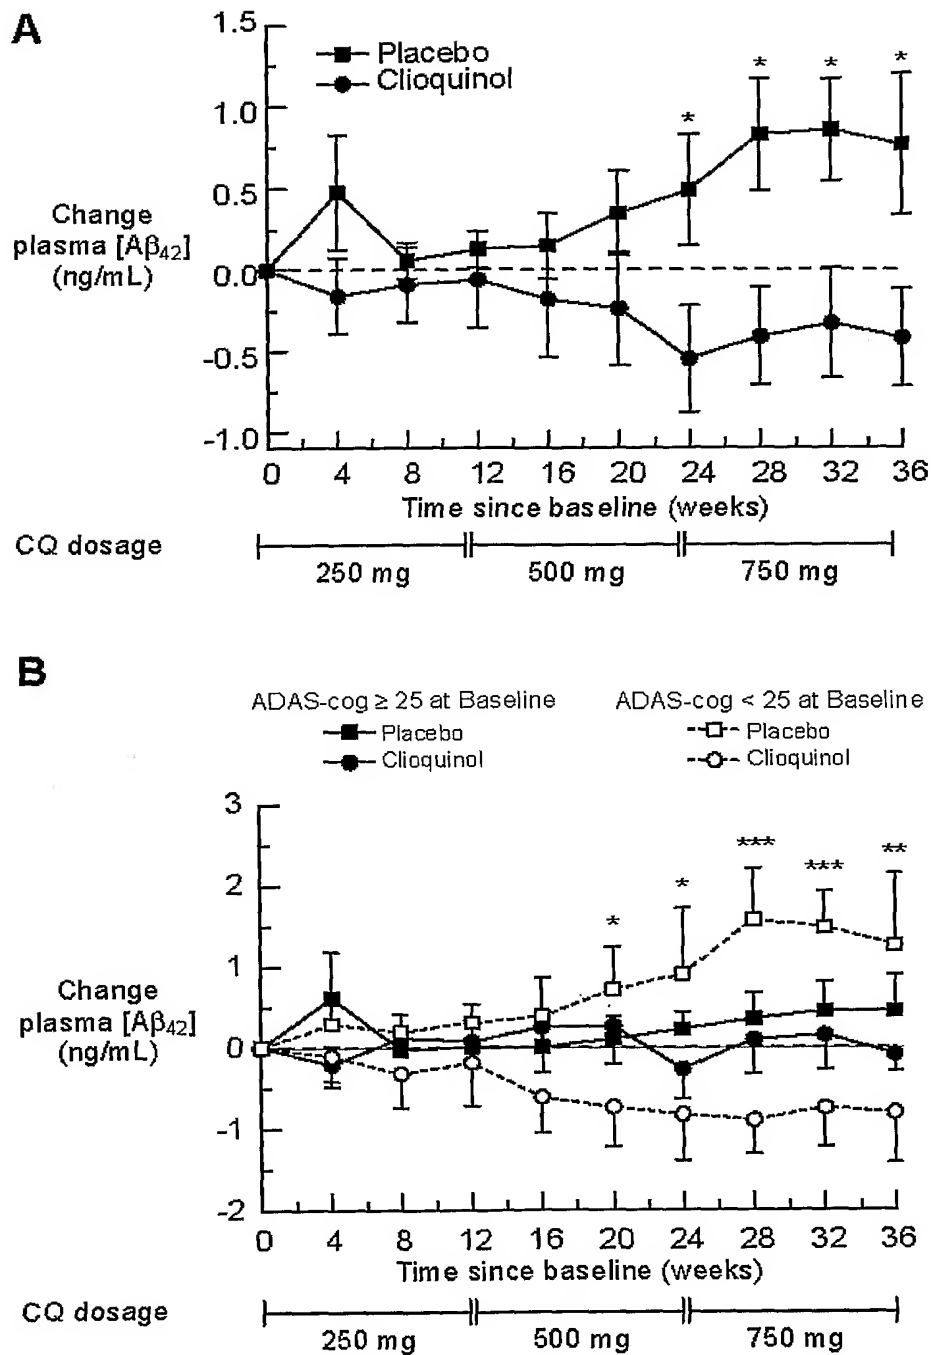 A
1.5
Placebo
Clioquinol
* * * *
1.0
0.5
Change
plasma [Aβ₄₂]
(ng/mL)
0.0
-0.5
-1.0
0 4 8 12 16 20 24 28 32 36
Time since baseline (weeks)
CQ dosage
250 mg 500 mg 750 mg
B
ADAS-cog ≥ 25 at Baseline ADAS-cog < 25 at Baseline
Placebo Placebo
Clioquinol Clioquinol
3
* * *** *** **
2
1
Change
plasma [Aβ₄₂]
(ng/mL)
0
-1
-2
0 4 8 12 16 20 24 28 32 36
Time since baseline (weeks)
CQ dosage
250 mg 500 mg 750 mg